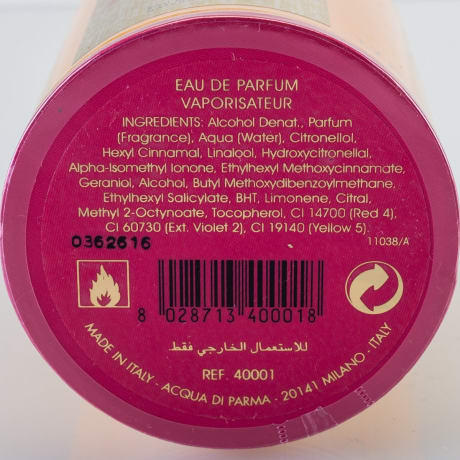 EAU DE PARFUM
VAPORISATEUR
INGREDIENTS: Alcohol Denat., Parfum
(Fragrance), Aqua (Water), Citronellol,
Hexyl Cinnamal, Linalool, Hydroxycitronellal,
Alpha-Isomethyl Ionone, Ethylhexyl Methoxycinnamate,
Geraniol, Alcohol, Butyl Methoxydibenzoylmethane,
Ethylhexyl Salicylate, BHT, Limonene, Citral,
Methyl 2-Octynoate, Tocopherol, CI 14700 (Red 4),
CI 60730 (Ext. Violet 2), CI 19140 (Yellow 5).
0362616
11038/A
8 028713 400018
للاستعمال الخارجي فقط
REF. 40001
MADE IN ITALY - ACQUA DI PARMA - 20141 MILANO - ITALY